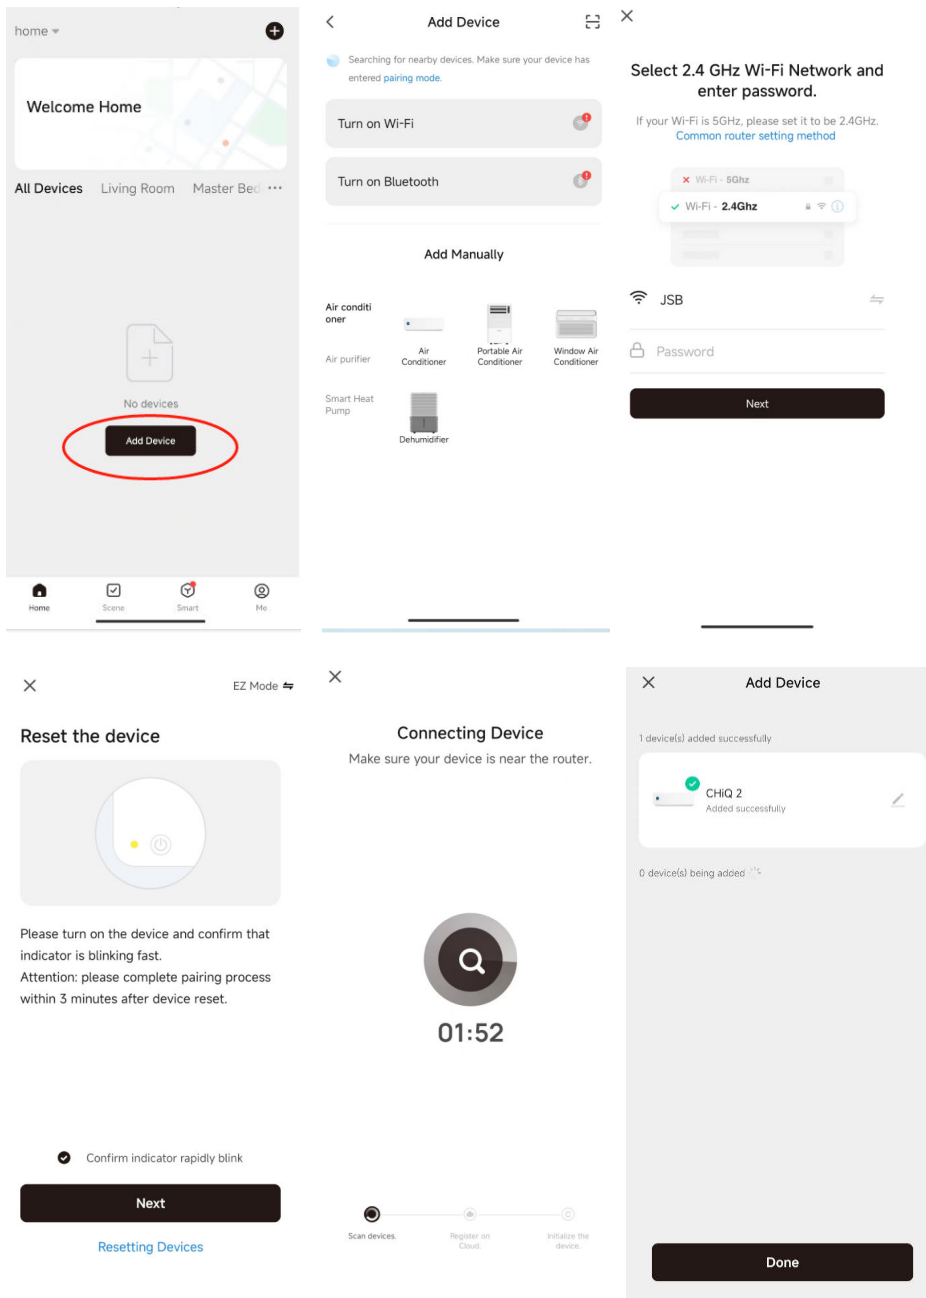 home
Welcome Home
All Devices Living Room Master Bed ...
No devices
Add Device
Home Scene Smart Me
Add Device
Searching for nearby devices. Make sure your device has
entered pairing mode.
Turn on Wi-Fi
Turn on Bluetooth
Add Manually
Air conditi
oner
Air purifier
Smart Heat
Pump
Air
Conditioner
Portable Air
Conditioner
Window Air
Conditioner
Dehumidifier
Select 2.4 GHz Wi-Fi Network and
enter password.
If your Wi-Fi is 5GHz, please set it to be 2.4GHz.
Common router setting method
Wi-Fi - 5Ghz
Wi-Fi - 2.4Ghz
JSB
Password
Next
EZ Mode
Reset the device
Please turn on the device and confirm that
indicator is blinking fast.
Attention: please complete pairing process
within 3 minutes after device reset.
Confirm indicator rapidly blink
Next
Resetting Devices
Connecting Device
Make sure your device is near the router.
01:52
Scan devices.
Register on
Cloud.
Initialize the
device.
Add Device
1 device(s) added successfully
CHiQ 2
Added successfully
0 device(s) being added
Done